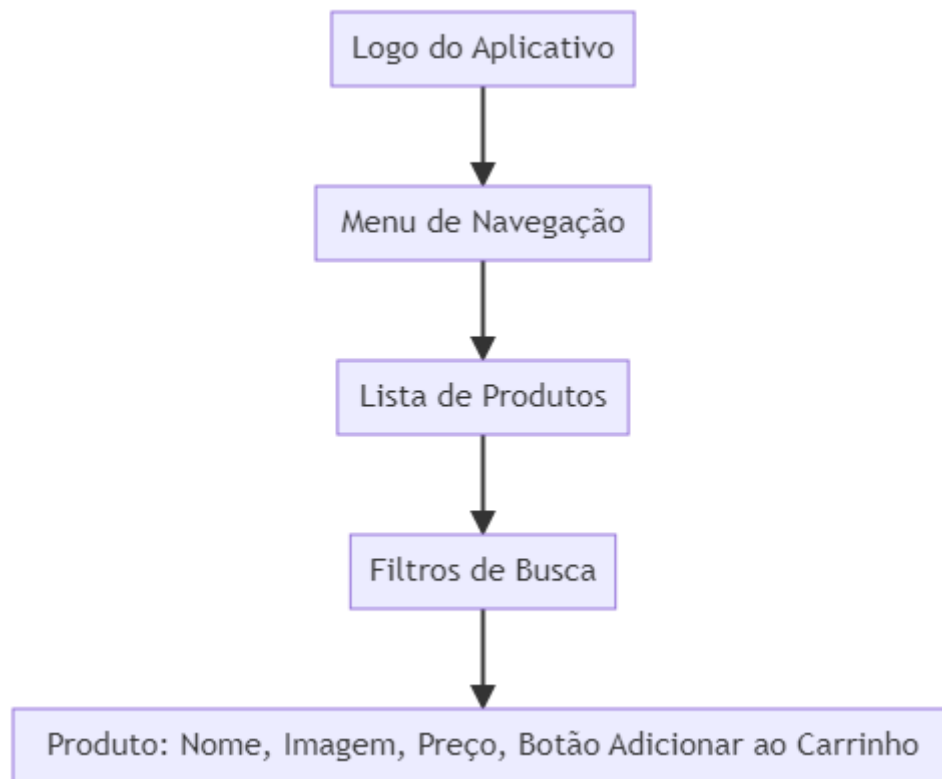 Logo do Aplicativo
Menu de Navegação
Lista de Produtos
Filtros de Busca
Produto: Nome, Imagem, Preço, Botão Adicionar ao Carrinho